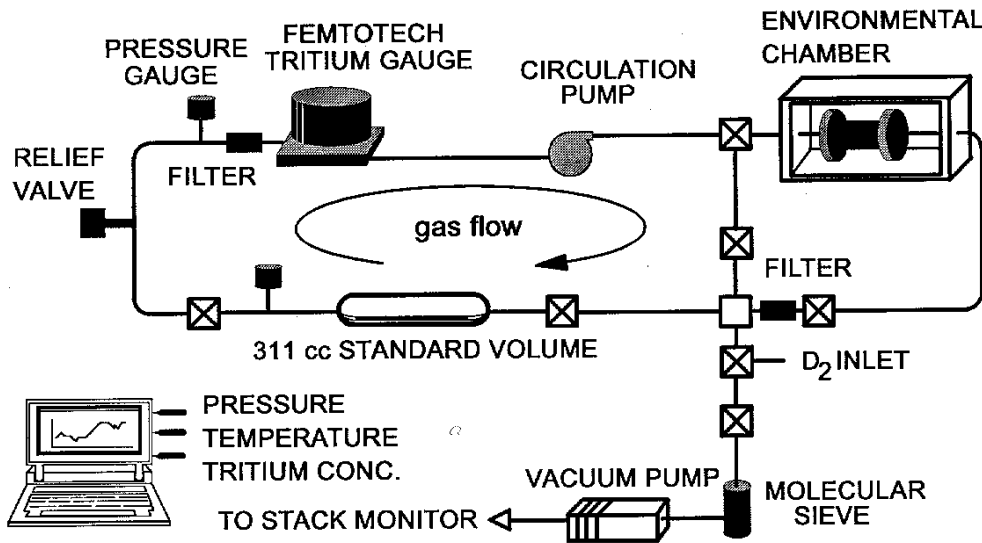 PRESSURE
GAUGE
FEMTOTECH
TRITIUM GAUGE
CIRCULATION
PUMP
ENVIRONMENTAL
CHAMBER
RELIEF
VALVE
FILTER
gas flow
FILTER
311 cc STANDARD VOLUME
D2 INLET
PRESSURE
TEMPERATURE
TRITIUM CONC.
VACUUM PUMP
MOLECULAR
SIEVE
TO STACK MONITOR